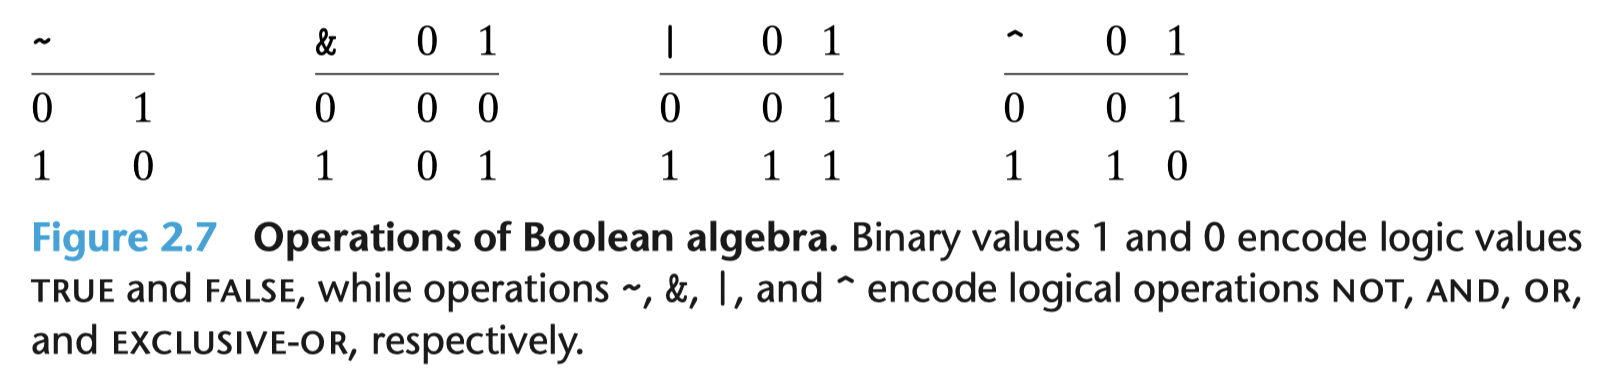 ~ & 0 1 | 0 1 ^ 0 1
0 1 0 0 0 0 0 1 0 0 1
1 0 1 0 1 1 1 1 1 1 0
Figure 2.7 Operations of Boolean algebra. Binary values 1 and 0 encode logic values
TRUE and FALSE, while operations ~, &, |, and ^ encode logical operations NOT, AND, OR,
and EXCLUSIVE-OR, respectively.